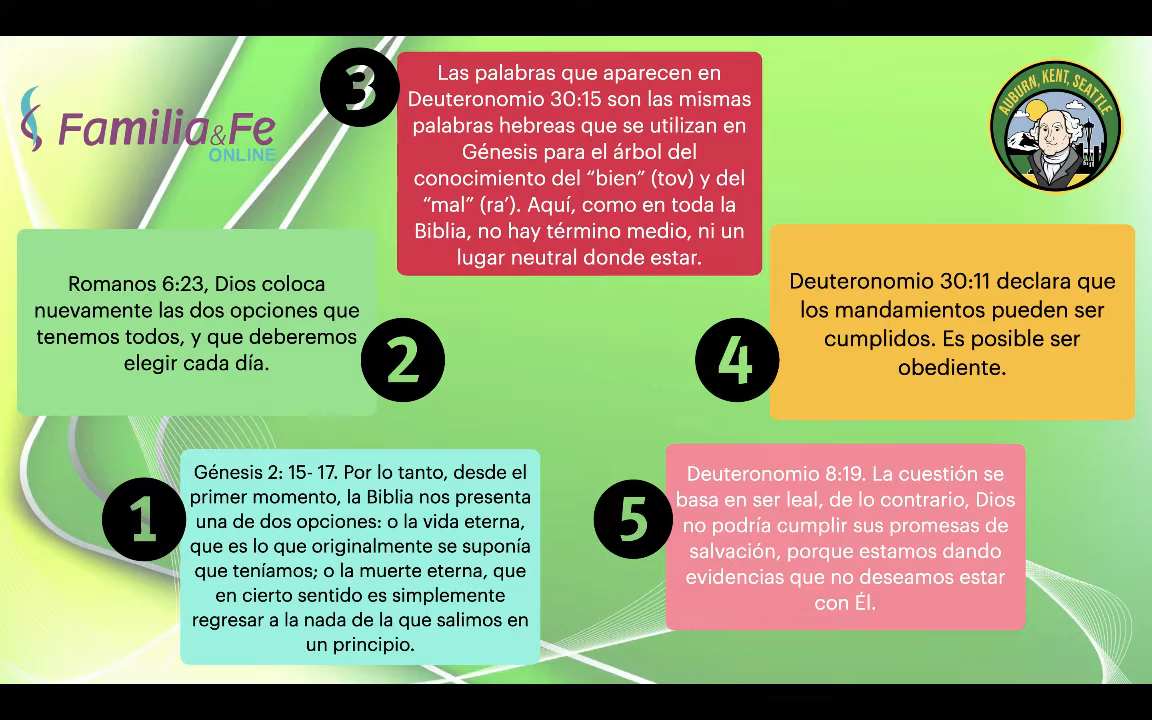 Familia&Fe
ONLINE
AUBURN, KENT, SEATTLE
1
Génesis 2: 15- 17. Por lo tanto, desde el
primer momento, la Biblia nos presenta
una de dos opciones: o la vida eterna,
que es lo que originalmente se suponía
que teníamos; o la muerte eterna, que
en cierto sentido es simplemente
regresar a la nada de la que salimos en
un principio.
2
Romanos 6:23, Dios coloca
nuevamente las dos opciones que
tenemos todos, y que deberemos
elegir cada día.
3
Las palabras que aparecen en
Deuteronomio 30:15 son las mismas
palabras hebreas que se utilizan en
Génesis para el árbol del
conocimiento del “bien” (tov) y del
“mal” (ra’). Aquí, como en toda la
Biblia, no hay término medio, ni un
lugar neutral donde estar.
4
Deuteronomio 30:11 declara que
los mandamientos pueden ser
cumplidos. Es posible ser
obediente.
5
Deuteronomio 8:19. La cuestión se
basa en ser leal, de lo contrario, Dios
no podría cumplir sus promesas de
salvación, porque estamos dando
evidencias que no deseamos estar
con Él.